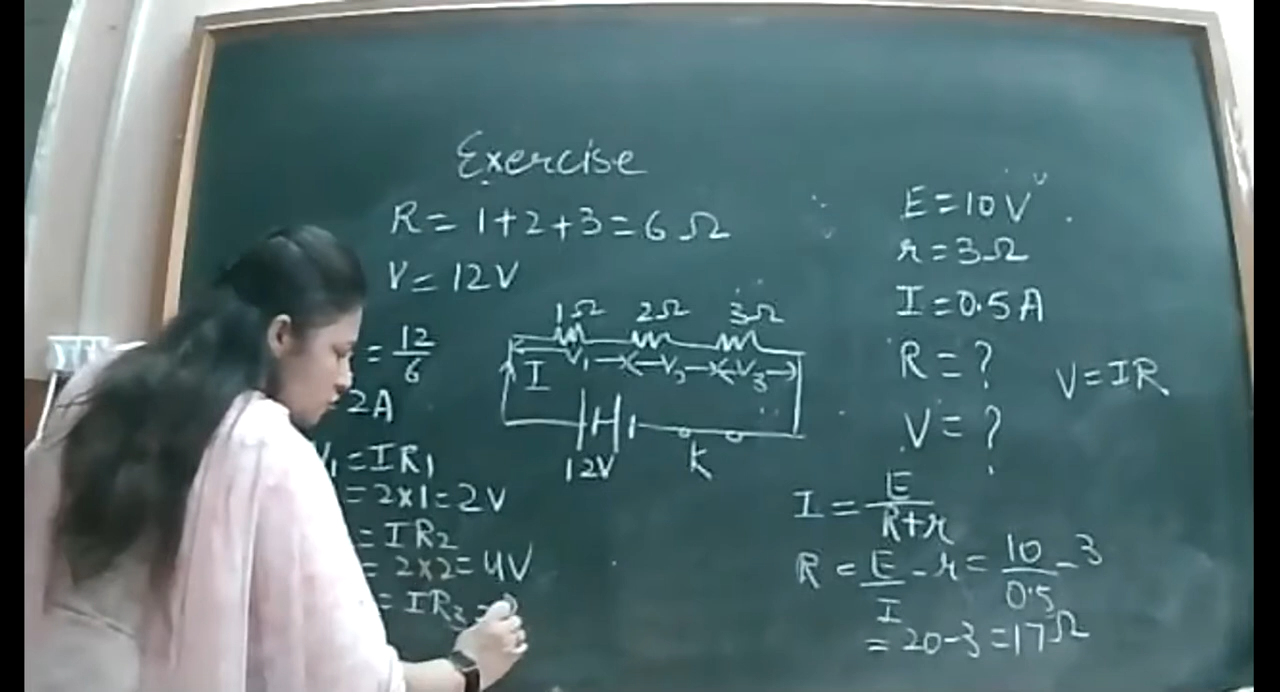 Exercise
R = 1+2+3 = 6 Ω
V = 12V
= 12/6
2A
V₁ = IR₁
= 2×1 = 2V
= IR₂
= 2×2 = 4V
= IR₃ =
1Ω 2Ω 3Ω
I V₁ V₂ V₃
12V K
E = 10V
r = 3Ω
I = 0.5A
R = ?
V = IR
V = ?
I = E/R+r
R = E/I - r = 10/0.5 - 3
= 20-3 = 17Ω